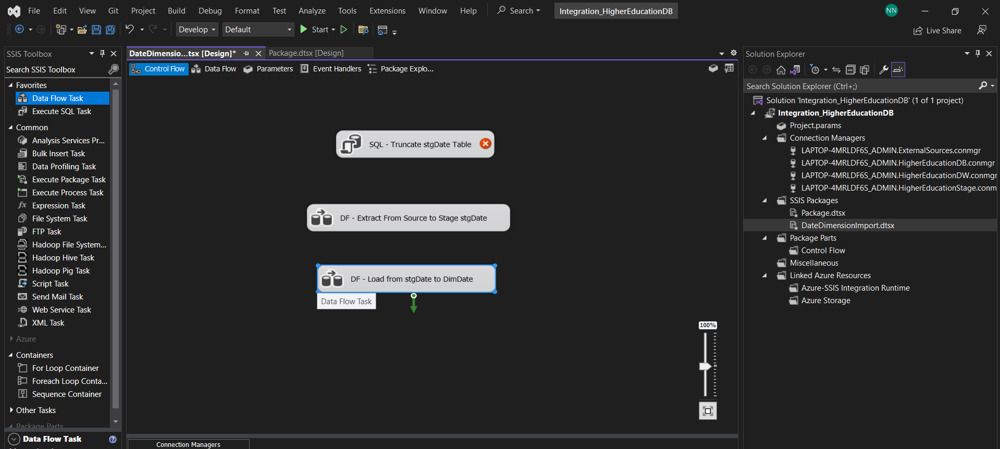 File Edit View Git Project Build Debug Format Test Analyze Tools Extensions Window Help Search Integration_HigherEducationDB NN
Develop Default Start Live Share
SSIS Toolbox
Search SSIS Toolbox
Favorites
Data Flow Task
Execute SQL Task
Common
Analysis Services Pr...
Bulk Insert Task
Data Profiling Task
Execute Package Task
Execute Process Task
Expression Task
File System Task
FTP Task
Hadoop File System...
Hadoop Hive Task
Hadoop Pig Task
Script Task
Send Mail Task
Web Service Task
XML Task
Azure
Containers
For Loop Container
Foreach Loop Conta...
Sequence Container
Other Tasks
Package Parts
Data Flow Task
DateDimensio...tsx [Design]* Package.dtsx [Design]
Control Flow Data Flow Parameters Event Handlers Package Explo...
SQL - Truncate stgDate Table
DF - Extract From Source to Stage stgDate
DF - Load from stgDate to DimDate
Data Flow Task
100%
Connection Managers
Solution Explorer
Search Solution Explorer (Ctrl+;)
Solution 'Integration_HigherEducationDB' (1 of 1 project)
Integration_HigherEducationDB
Project.params
Connection Managers
LAPTOP-4MRLDF6S_ADMIN.ExternalSources.conmgr
LAPTOP-4MRLDF6S_ADMIN.HigherEducationDB.conmgr
LAPTOP-4MRLDF6S_ADMIN.HigherEducationDW.conmgr
LAPTOP-4MRLDF6S_ADMIN.HigherEducationStage.conm
SSIS Packages
Package.dtsx
DateDimensionImport.dtsx
Package Parts
Control Flow
Miscellaneous
Linked Azure Resources
Azure-SSIS Integration Runtime
Azure Storage